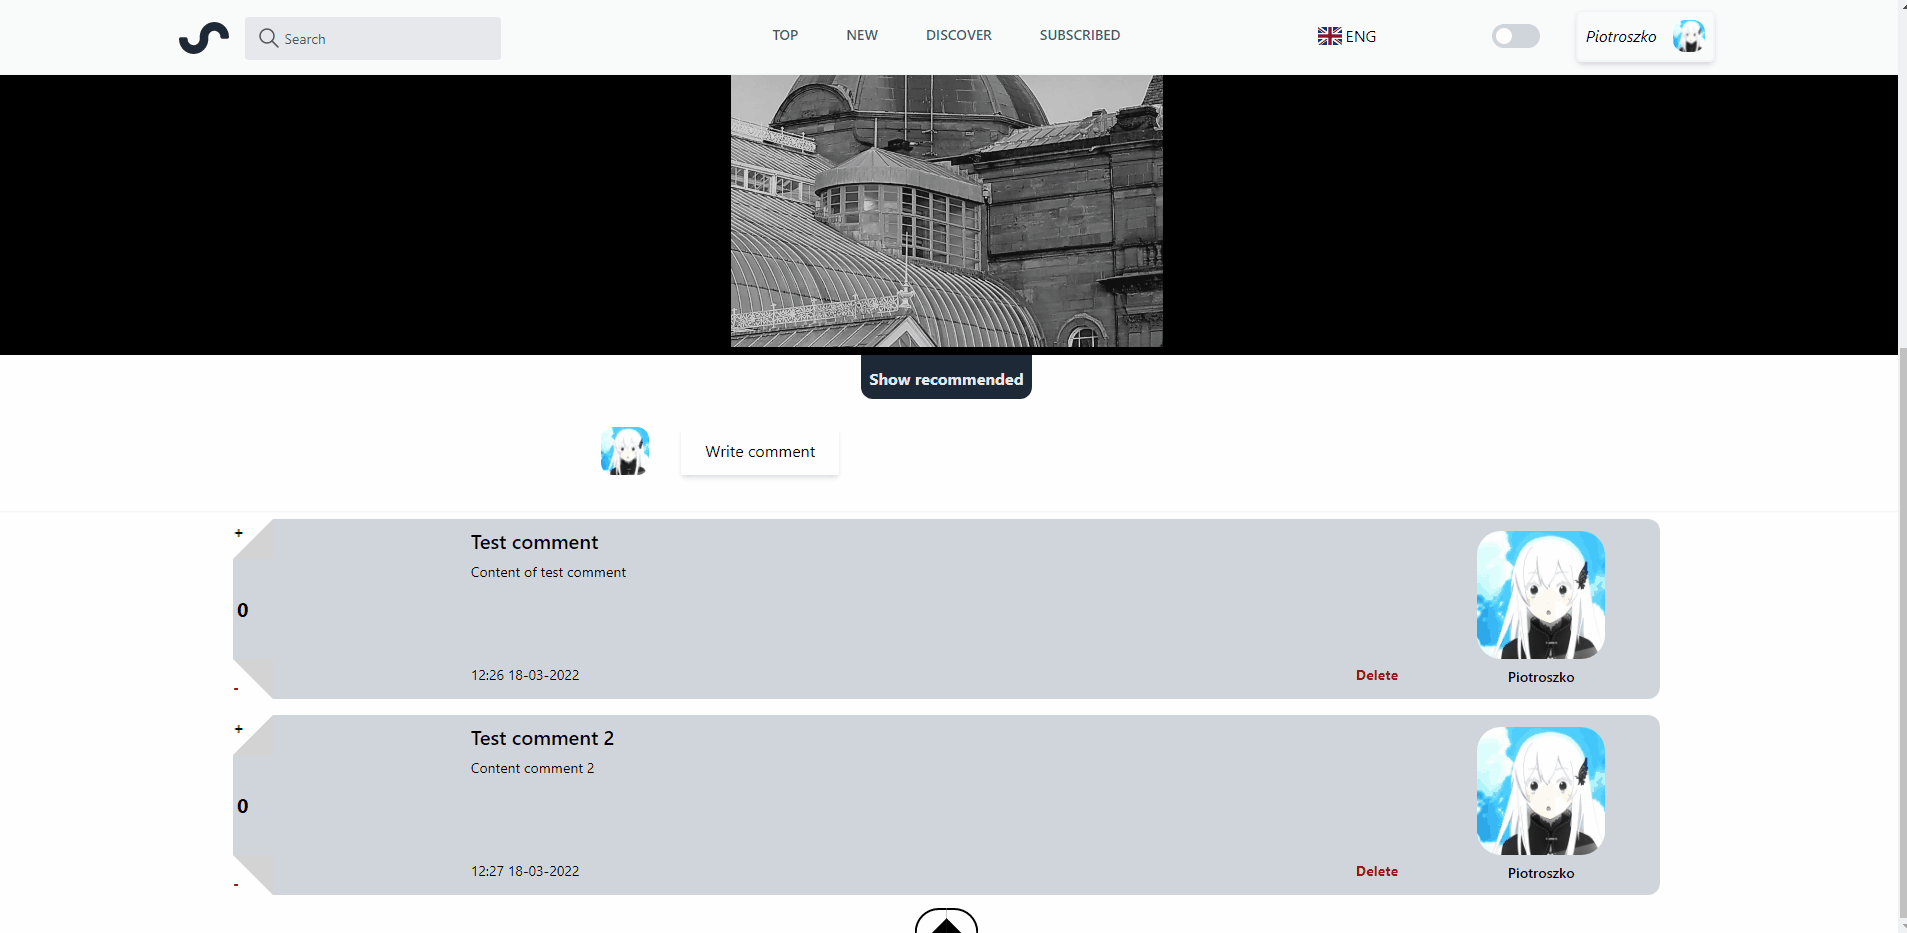 Search
TOP
NEW
DISCOVER
SUBSCRIBED
ENG
Piotroszko
Show recommended
Write comment
+
0
-
Test comment
Content of test comment
12:26 18-03-2022
Delete
Piotroszko
+
0
-
Test comment 2
Content comment 2
12:27 18-03-2022
Delete
Piotroszko